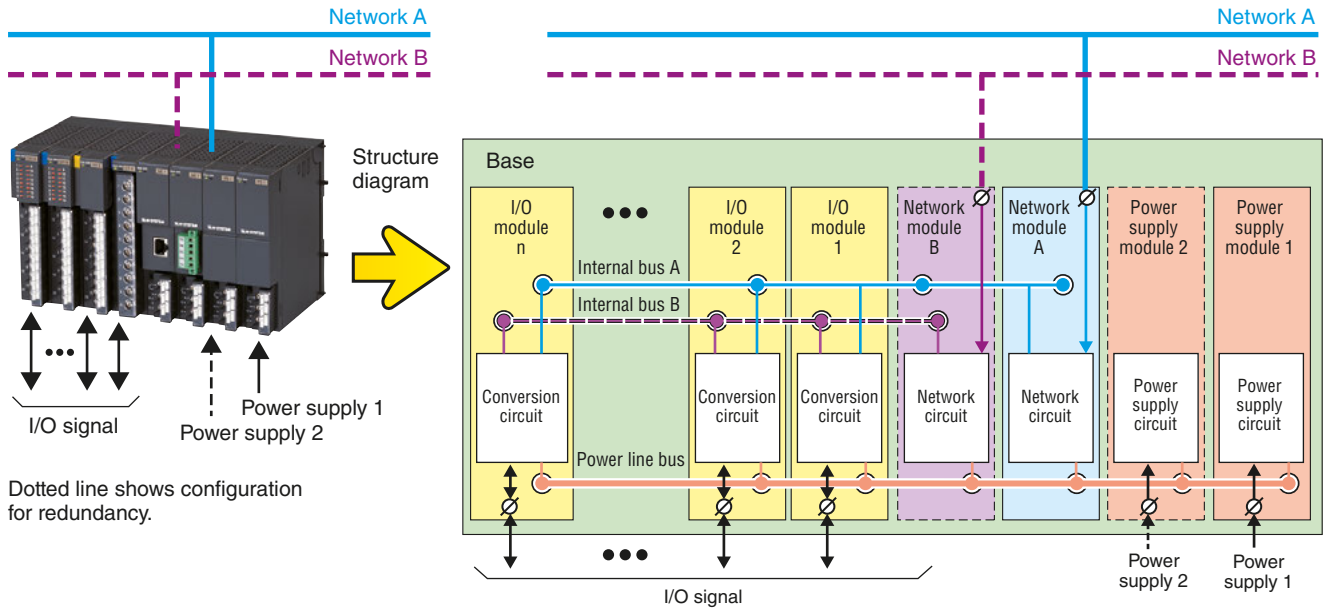 Network A
Network B
Structure
diagram
I/O signal
Power supply 1
Power supply 2
Dotted line shows configuration
for redundancy.
Network A
Network B
Base
I/O
module
n
I/O
module
2
I/O
module
1
Network
module
B
Network
module
A
Power
supply
module 2
Power
supply
module 1
Internal bus A
Internal bus B
Conversion
circuit
Conversion
circuit
Conversion
circuit
Network
circuit
Network
circuit
Power
supply
circuit
Power
supply
circuit
Power line bus
I/O signal
Power
supply 2
Power
supply 1